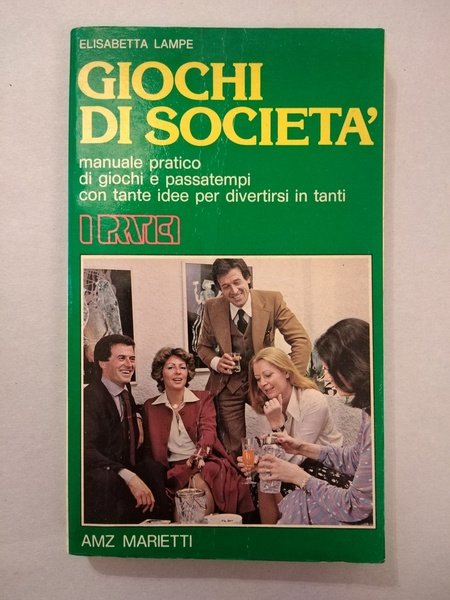 ELISABETTA LAMPE
GIOCHI
DI SOCIETA'
manuale pratico
di giochi e passatempi
con tante idee per divertirsi in tanti
I PRATICI
AMZ MARIETTI